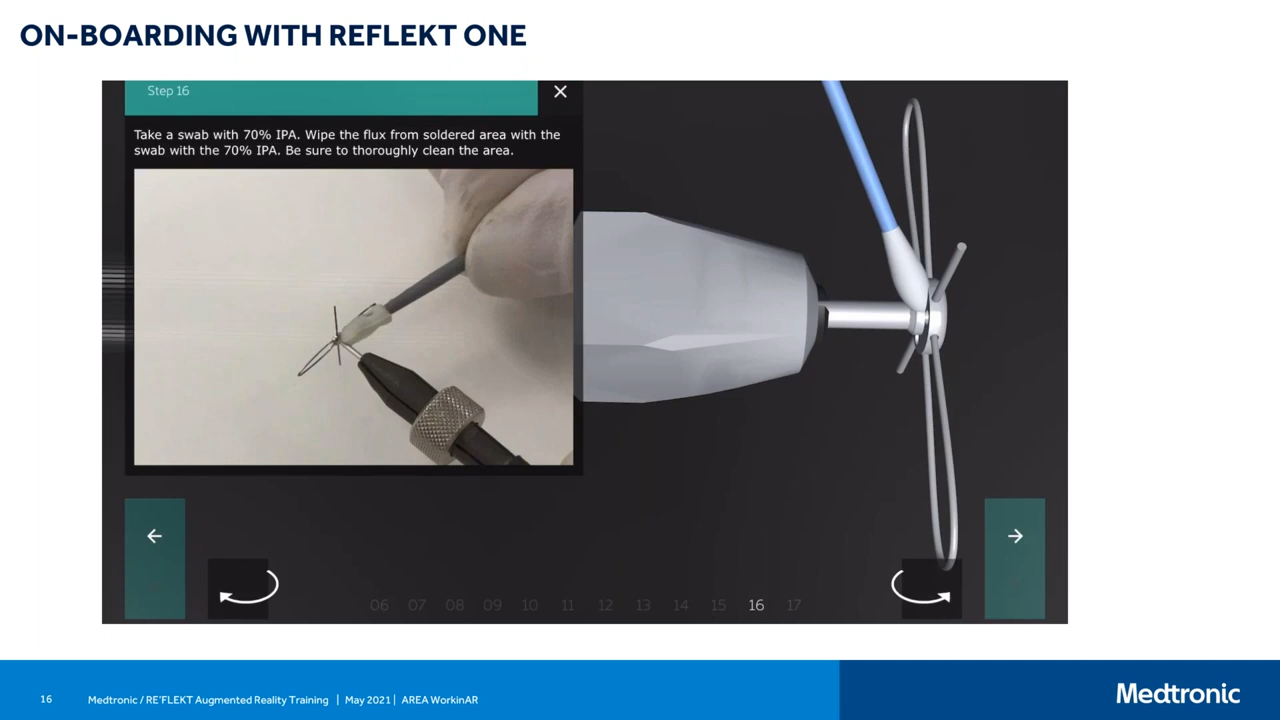 ON-BOARDING WITH REFLEKT ONE
Step 16
Take a swab with 70% IPA. Wipe the flux from soldered area with the
swab with the 70% IPA. Be sure to thoroughly clean the area.
06 07 08 09 10 11 12 13 14 15 16 17
16 Medtronic / RE'FLEKT Augmented Reality Training | May 2021 | AREA WorkinAR
Medtronic